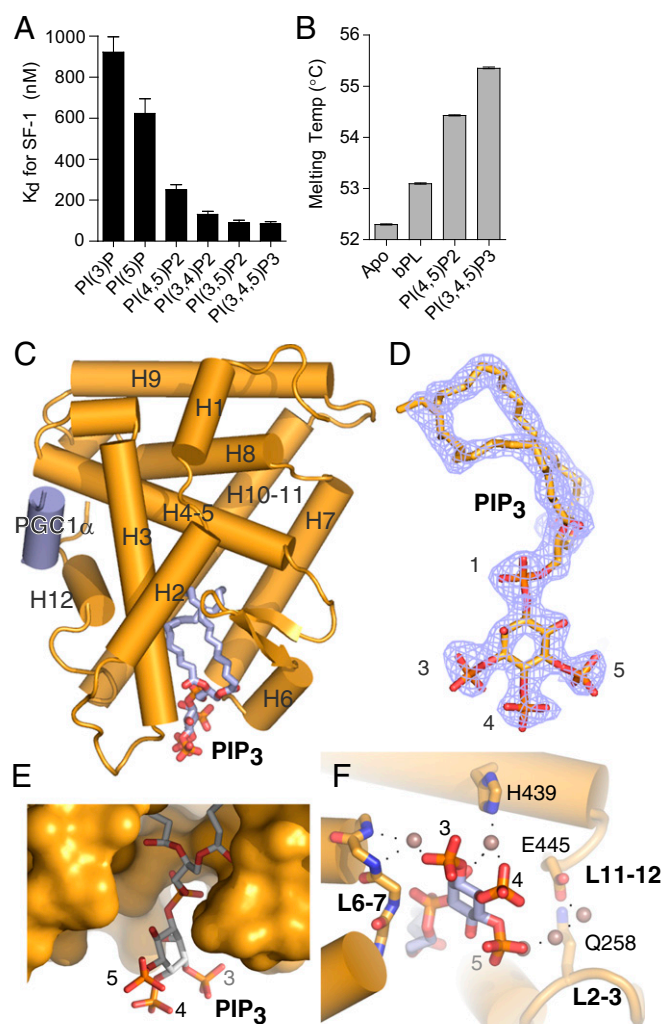 A
K_d for SF-1 (nM)
1000
800
600
400
200
0
PI(3)P
PI(5)P
PI(4,5)P2
PI(3,4)P2
PI(3,5)P2
PI(3,4,5)P3
B
Melting Temp (°C)
56
55
54
53
52
Apo
bPL
PI(4,5)P2
PI(3,4,5)P3
C
H9
H1
H8
H10-11
H4-5
H7
PGC1α
H3
H2
H12
H6
PIP₃
D
PIP₃
1
3
5
4
E
5
3
4
PIP₃
F
H439
3
E445
4
L11-12
L6-7
Q258
5
L2-3